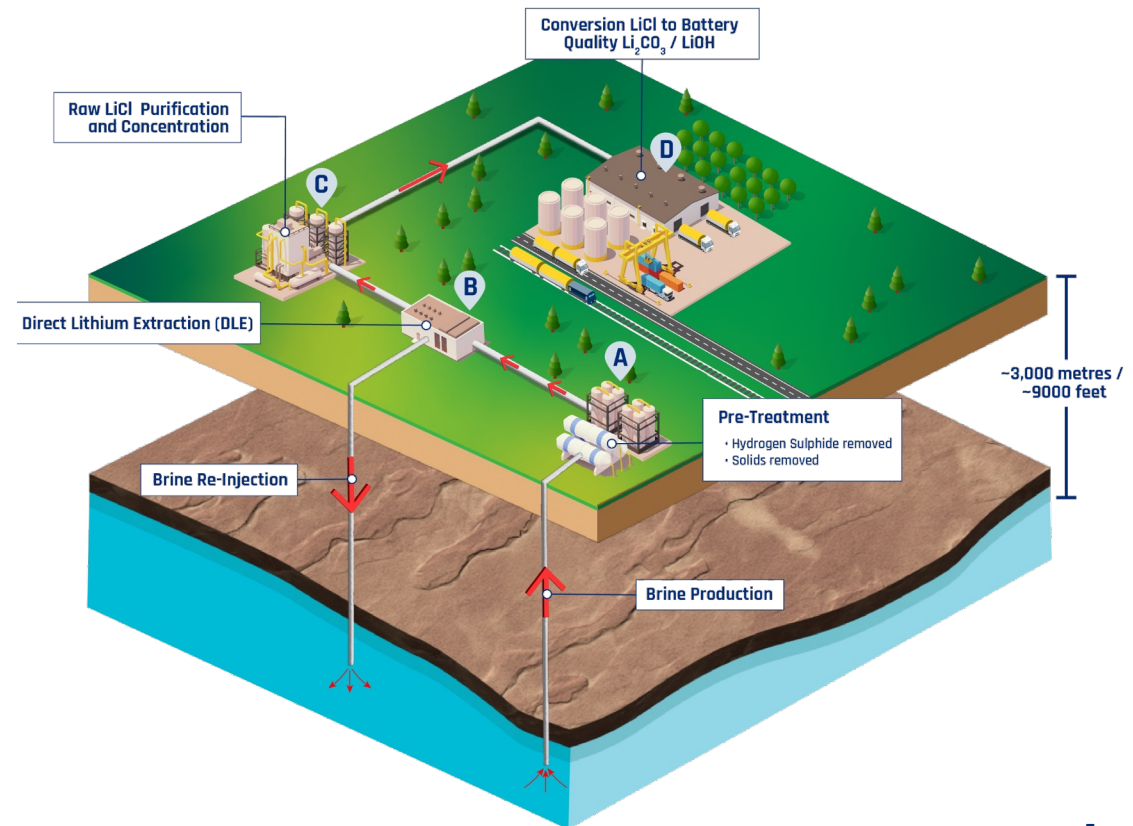 Conversion LiCl to Battery
Quality Li₂CO₃ / LiOH
Raw LiCl Purification
and Concentration
D
C
B
Direct Lithium Extraction (DLE)
A
~3,000 metres /
~9000 feet
Pre-Treatment
· Hydrogen Sulphide removed
· Solids removed
Brine Re-Injection
Brine Production